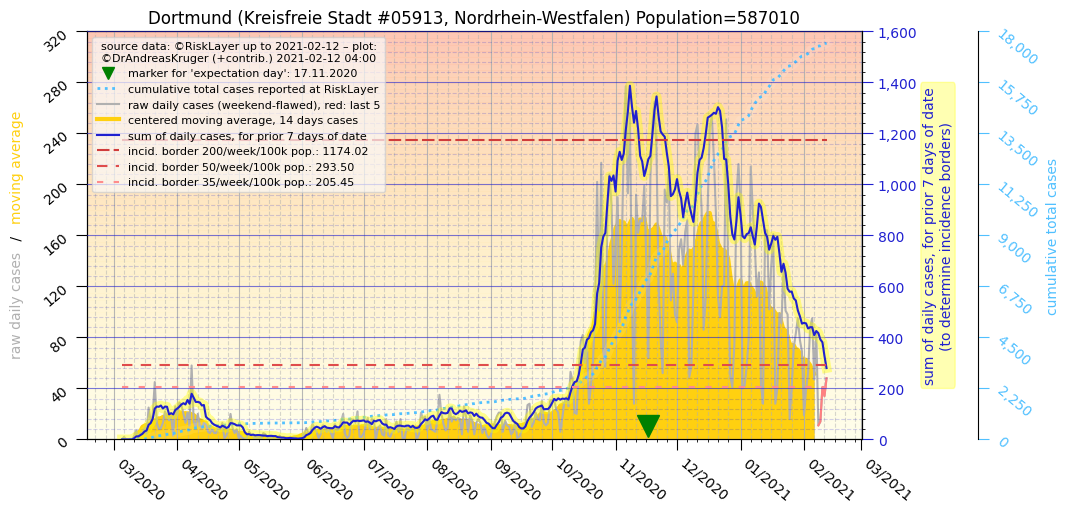 Dortmund (Kreisfreie Stadt #05913, Nordrhein-Westfalen) Population=587010
source data: ©RiskLayer up to 2021-02-12 – plot:
©DrAndreasKruger (+contrib.) 2021-02-12 04:00
marker for 'expectation day': 17.11.2020
cumulative total cases reported at RiskLayer
raw daily cases (weekend-flawed), red: last 5
centered moving average, 14 days cases
sum of daily cases, for prior 7 days of date
incid. border 200/week/100k pop.: 1174.02
incid. border 50/week/100k pop.: 293.50
incid. border 35/week/100k pop.: 205.45
raw daily cases / moving average
320
280
240
200
160
120
80
40
0
03/2020
04/2020
05/2020
06/2020
07/2020
08/2020
09/2020
10/2020
11/2020
12/2020
01/2021
02/2021
03/2021
1,600
1,400
1,200
1,000
800
600
400
200
0
sum of daily cases, for prior 7 days of date
(to determine incidence borders)
18,000
15,750
13,500
11,250
9,000
6,750
4,500
2,250
0
cumulative total cases